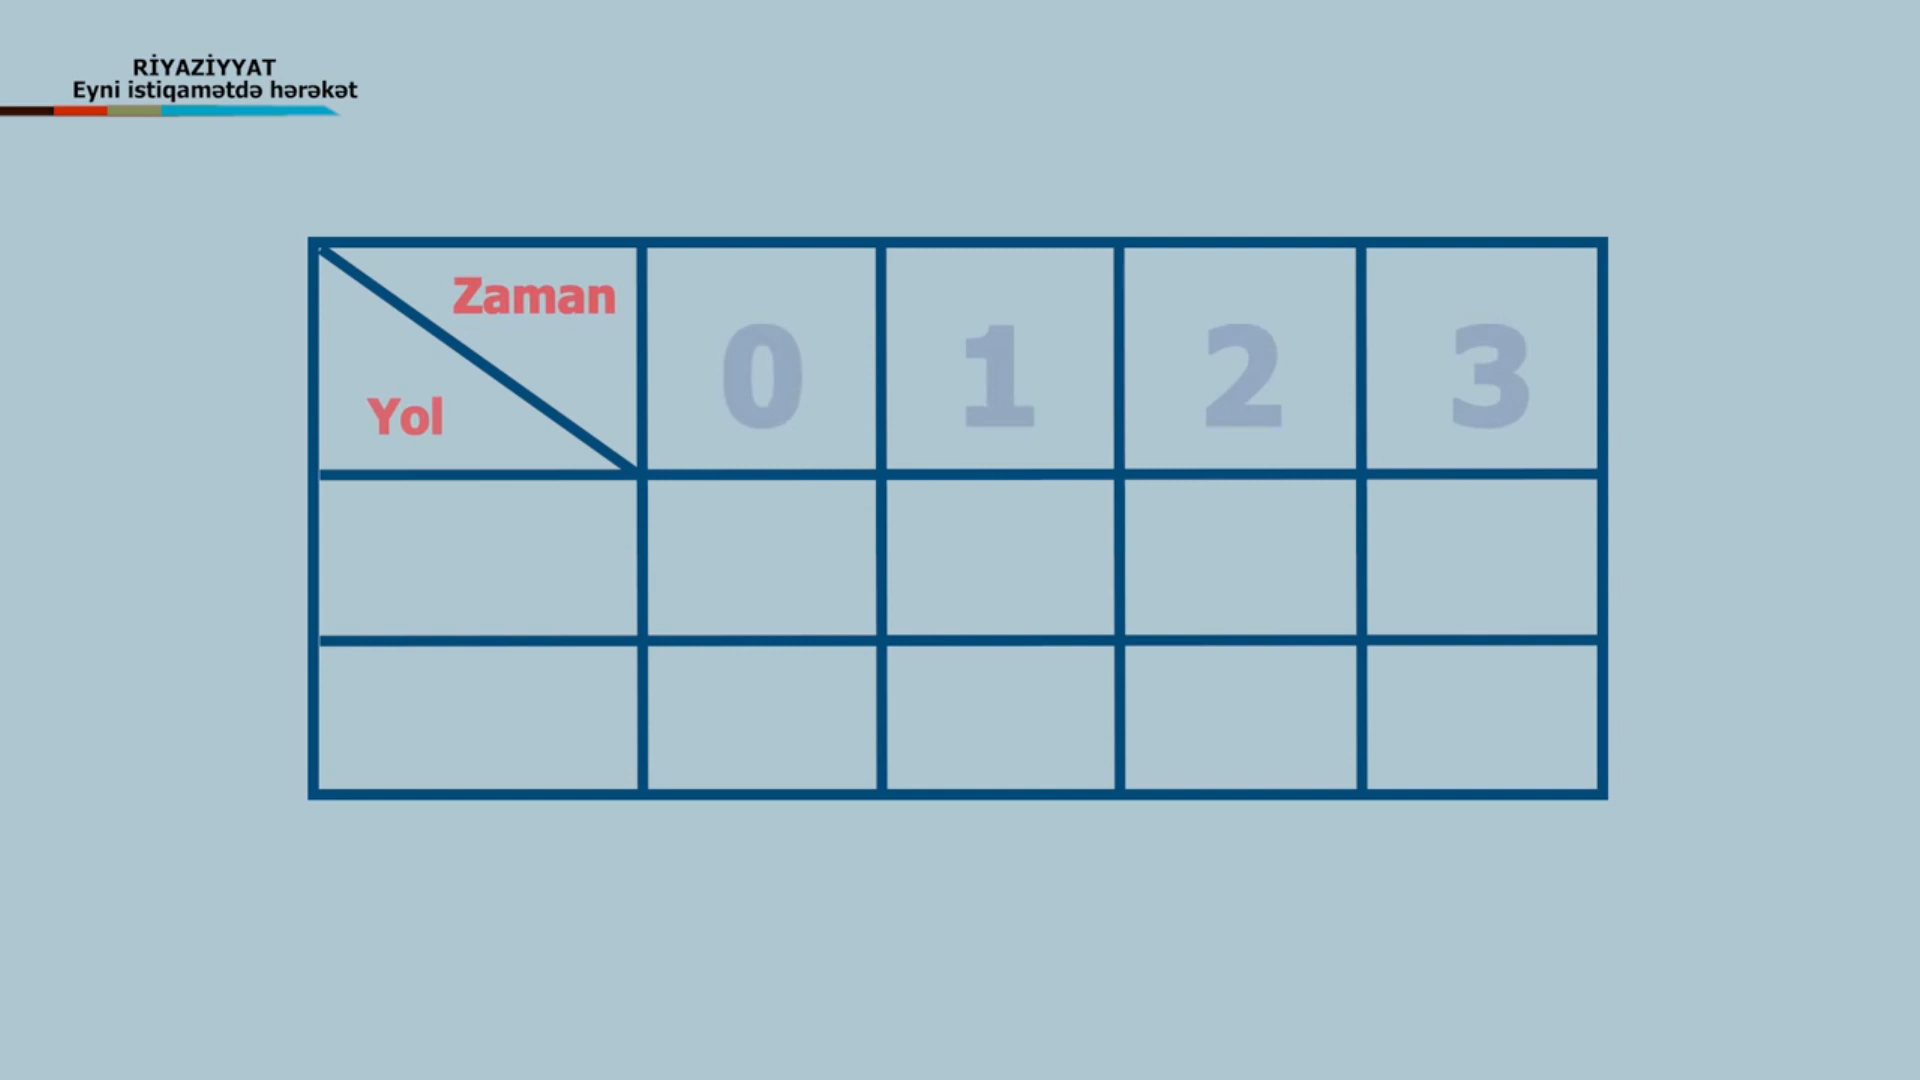 RİYAZİYYAT
Eyni istiqamətdə hərəkət
Zaman
Yol
0 1 2 3